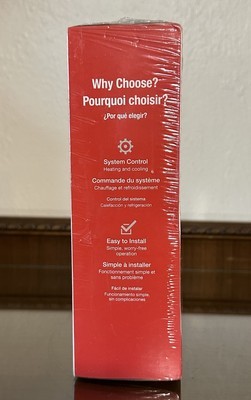 Why Choose?
Pourquoi choisir?
¿Por qué elegir?
System Control
Heating and cooling
Commande du système
Chauffage et refroidissement
Control del sistema
Calefacción y refrigeración
Easy to Install
Simple, worry-free
operation
Simple à installer
Fonctionnement simple et
sans problème
Fácil de instalar
Funcionamiento simple,
sin complicaciones